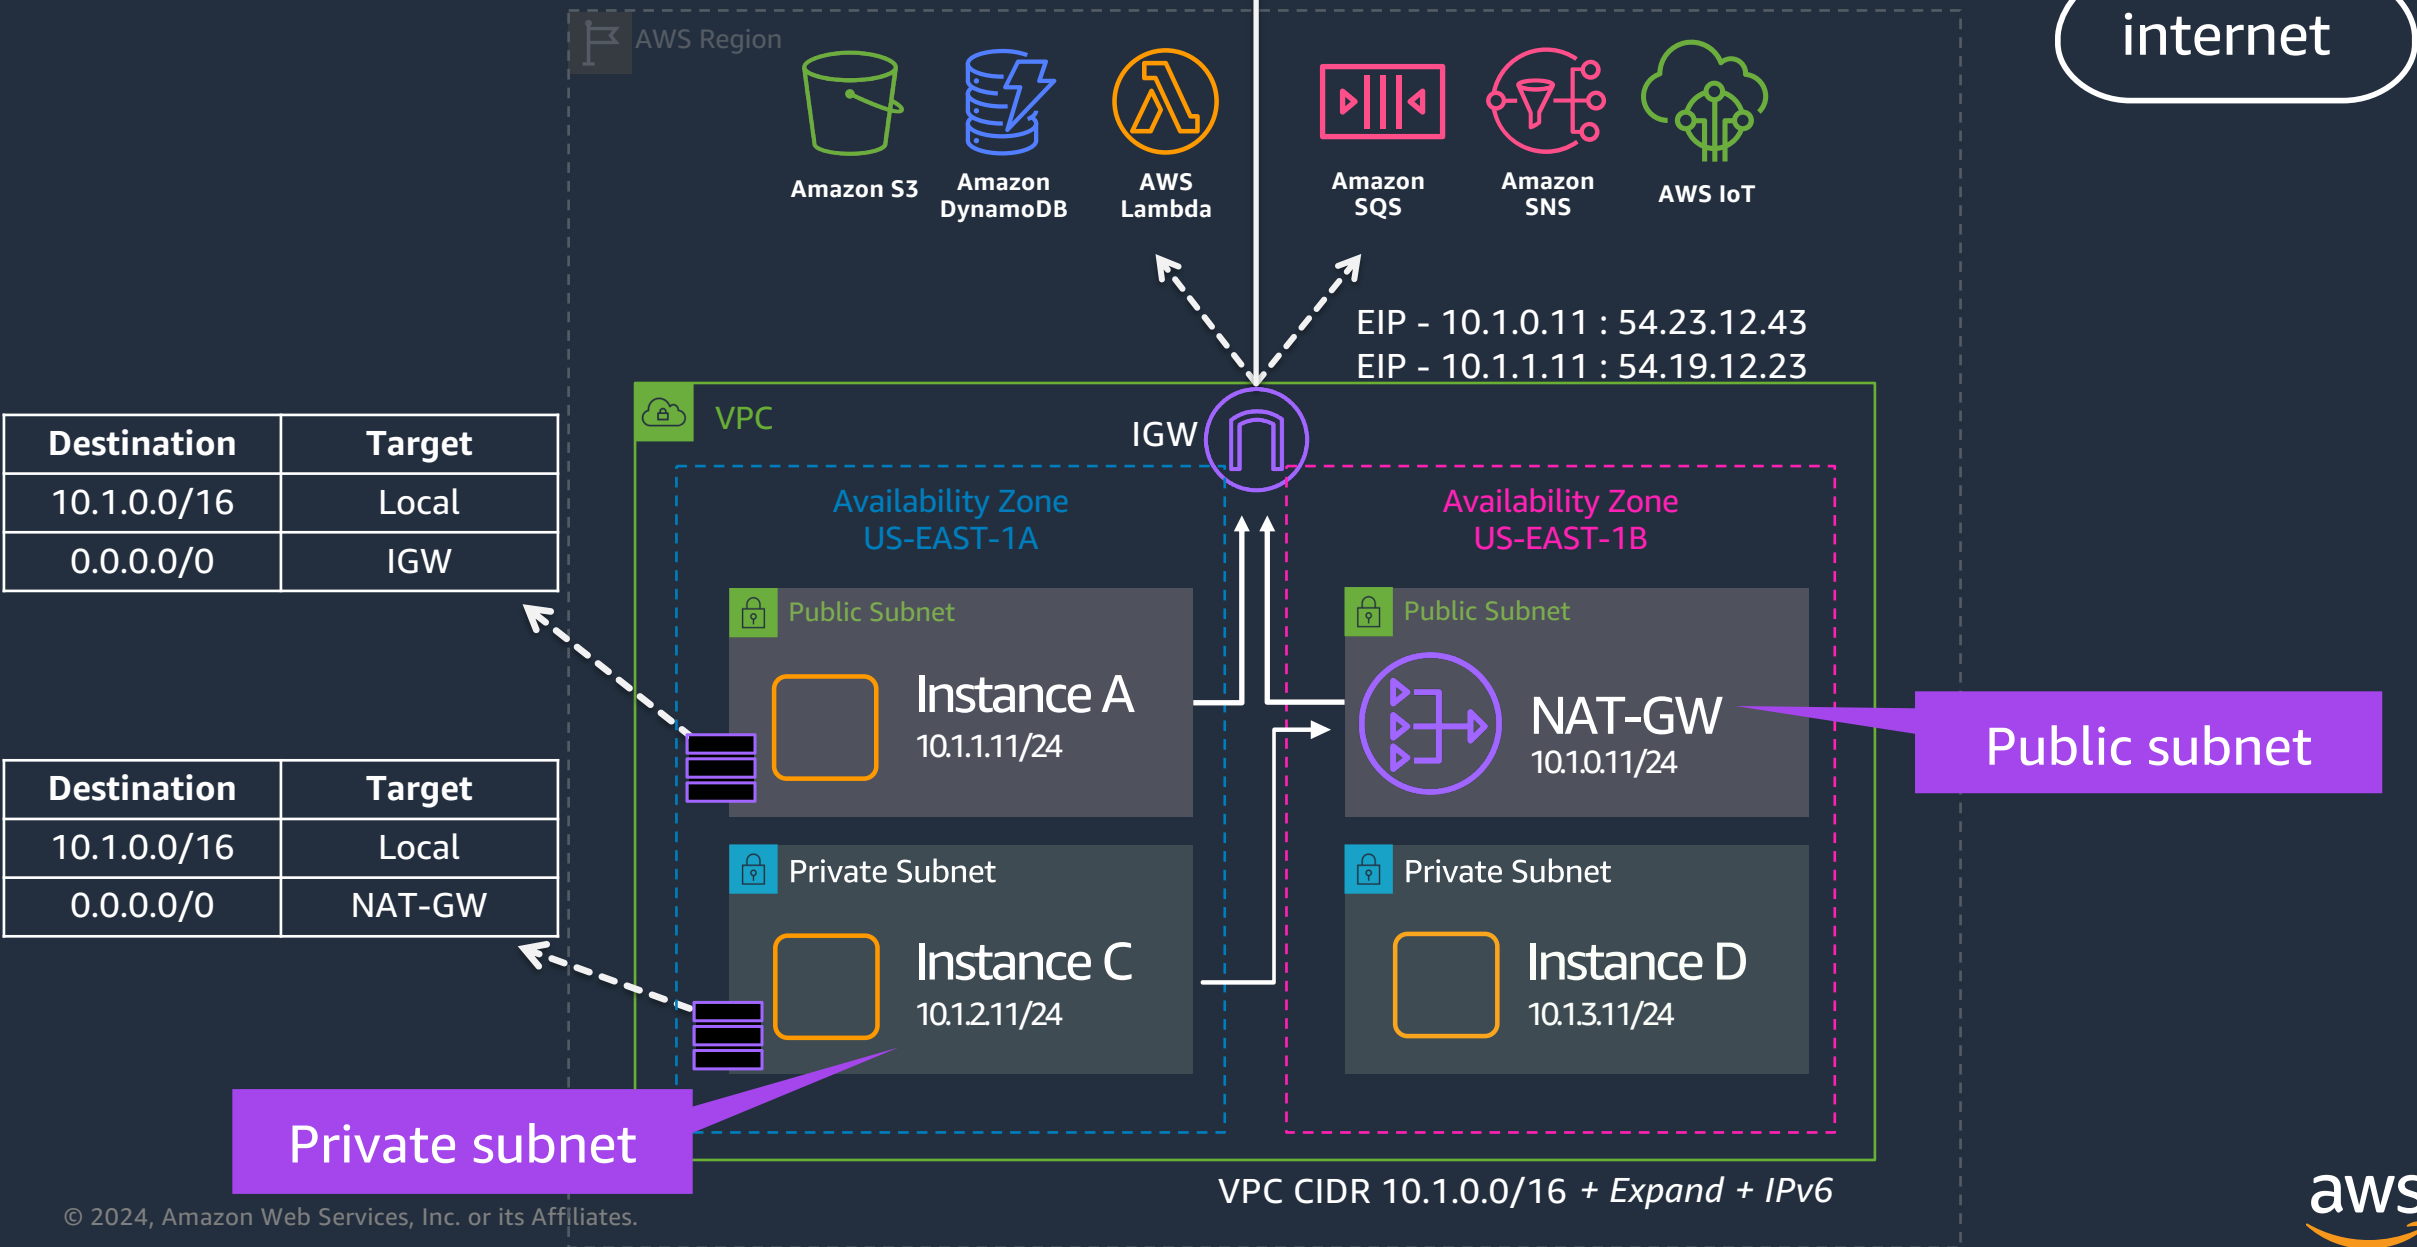 internet
AWS Region
Amazon S3
Amazon
DynamoDB
AWS
Lambda
Amazon
SQS
Amazon
SNS
AWS IoT
EIP - 10.1.0.11 : 54.23.12.43
EIP - 10.1.1.11 : 54.19.12.23
VPC
IGW
Destination Target
10.1.0.0/16 Local
0.0.0.0/0 IGW
Availability Zone
US-EAST-1A
Availability Zone
US-EAST-1B
Public Subnet
Instance A
10.1.1.11/24
Public Subnet
NAT-GW
10.1.0.11/24
Public subnet
Destination Target
10.1.0.0/16 Local
0.0.0.0/0 NAT-GW
Private Subnet
Instance C
10.1.2.11/24
Private Subnet
Instance D
10.1.3.11/24
Private subnet
VPC CIDR 10.1.0.0/16 + Expand + IPv6
© 2024, Amazon Web Services, Inc. or its Affiliates.
aws